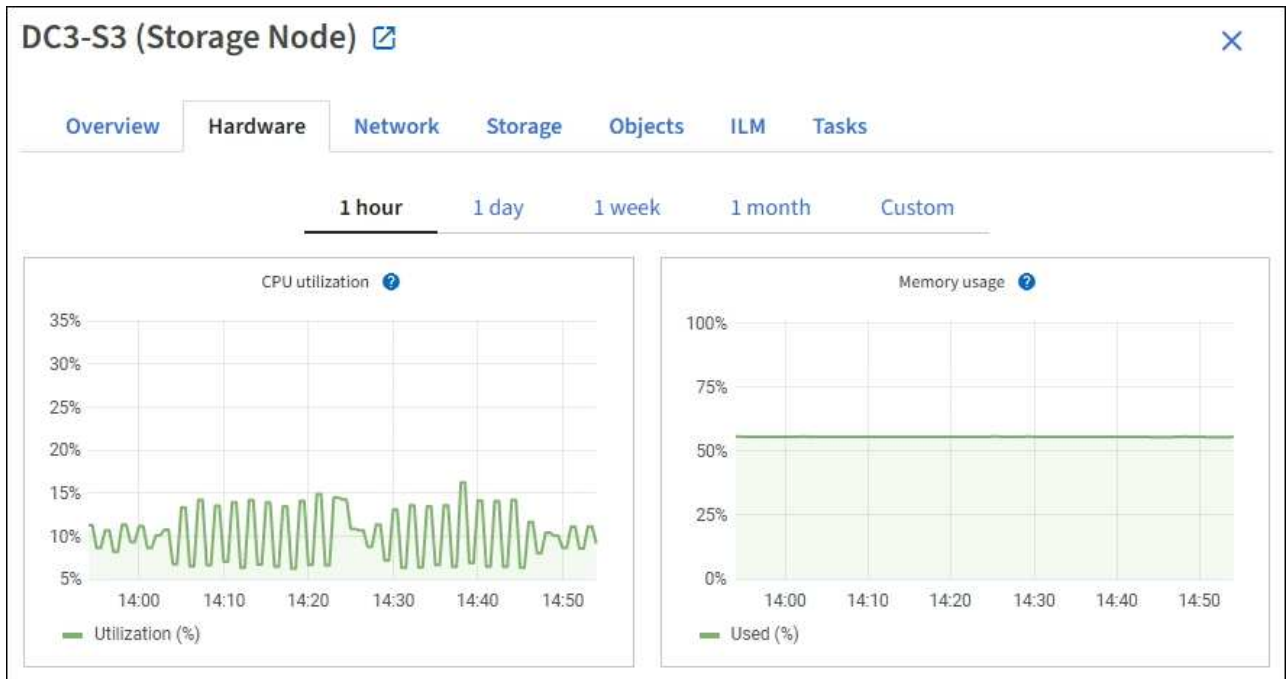 DC3-S3 (Storage Node)
Overview Hardware Network Storage Objects ILM Tasks
1 hour 1 day 1 week 1 month Custom
CPU utilization ?
35%
30%
25%
20%
15%
10%
5%
14:00 14:10 14:20 14:30 14:40 14:50
Utilization (%)
Memory usage ?
100%
75%
50%
25%
0%
14:00 14:10 14:20 14:30 14:40 14:50
Used (%)